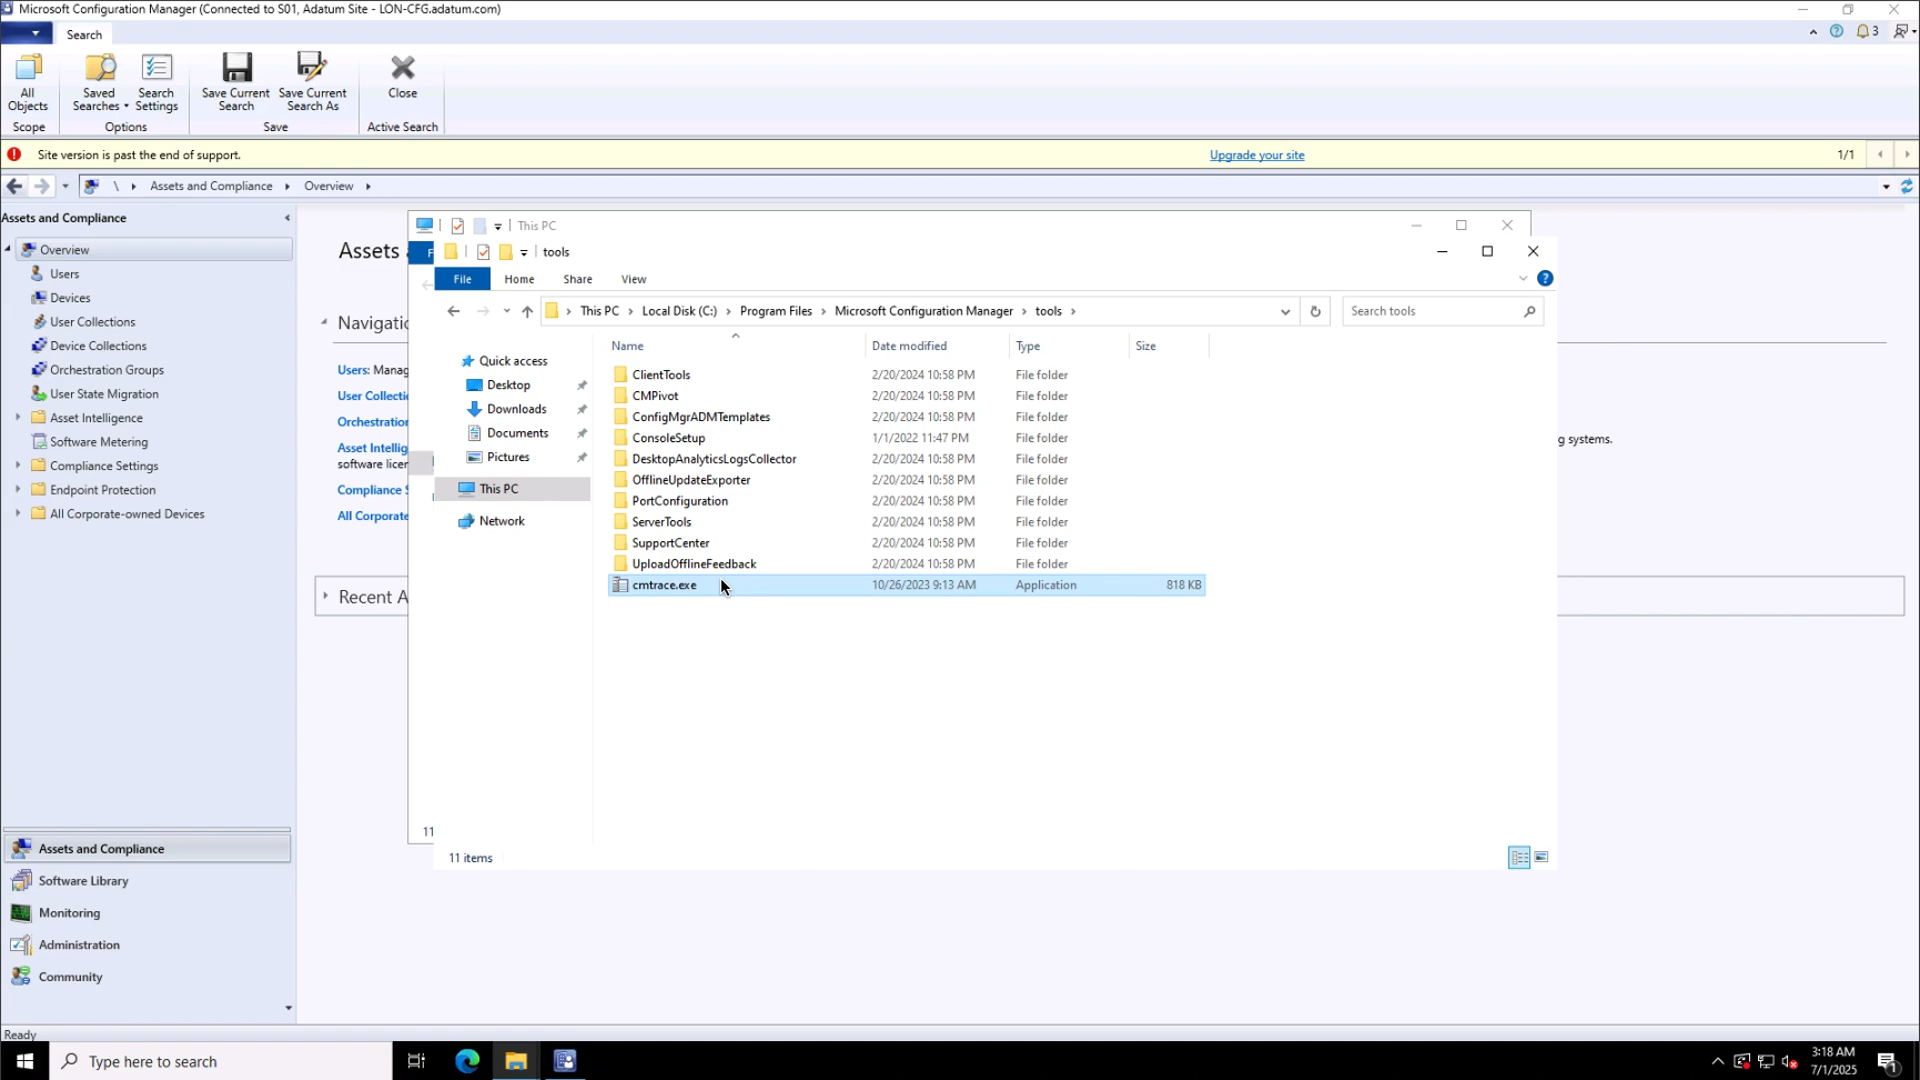 Microsoft Configuration Manager (Connected to S01, Adatum Site - LON-CFG.adatum.com)
Search
3
All Objects
Saved Searches
Search Settings
Save Current Search
Save Current Search As
Close
Scope
Options
Save
Active Search
Site version is past the end of support.
Upgrade your site
1/1
\ Assets and Compliance Overview
Assets and Compliance
Overview
Users
Devices
User Collections
Device Collections
Orchestration Groups
User State Migration
Asset Intelligence
Software Metering
Compliance Settings
Endpoint Protection
All Corporate-owned Devices
Assets and Compliance
Software Library
Monitoring
Administration
Community
Ready
Assets
Navigatio
Users: Manag
User Collecti
Orchestration
Asset Intellig
software licer
Compliance S
All Corporate
Recent A
g systems.
This PC
F
11
tools
File Home Share View
This PC Local Disk (C:) Program Files Microsoft Configuration Manager tools
Search tools
Quick access
Desktop
Downloads
Documents
Pictures
This PC
Network
Name Date modified Type Size
ClientTools 2/20/2024 10:58 PM File folder
CMPivot 2/20/2024 10:58 PM File folder
ConfigMgrADMTemplates 2/20/2024 10:58 PM File folder
ConsoleSetup 1/1/2022 11:47 PM File folder
DesktopAnalyticsLogsCollector 2/20/2024 10:58 PM File folder
OfflineUpdateExporter 2/20/2024 10:58 PM File folder
PortConfiguration 2/20/2024 10:58 PM File folder
ServerTools 2/20/2024 10:58 PM File folder
SupportCenter 2/20/2024 10:58 PM File folder
UploadOfflineFeedback 2/20/2024 10:58 PM File folder
cmtrace.exe 10/26/2023 9:13 AM Application 818 KB
11 items
Type here to search
3:18 AM
7/1/2025
1